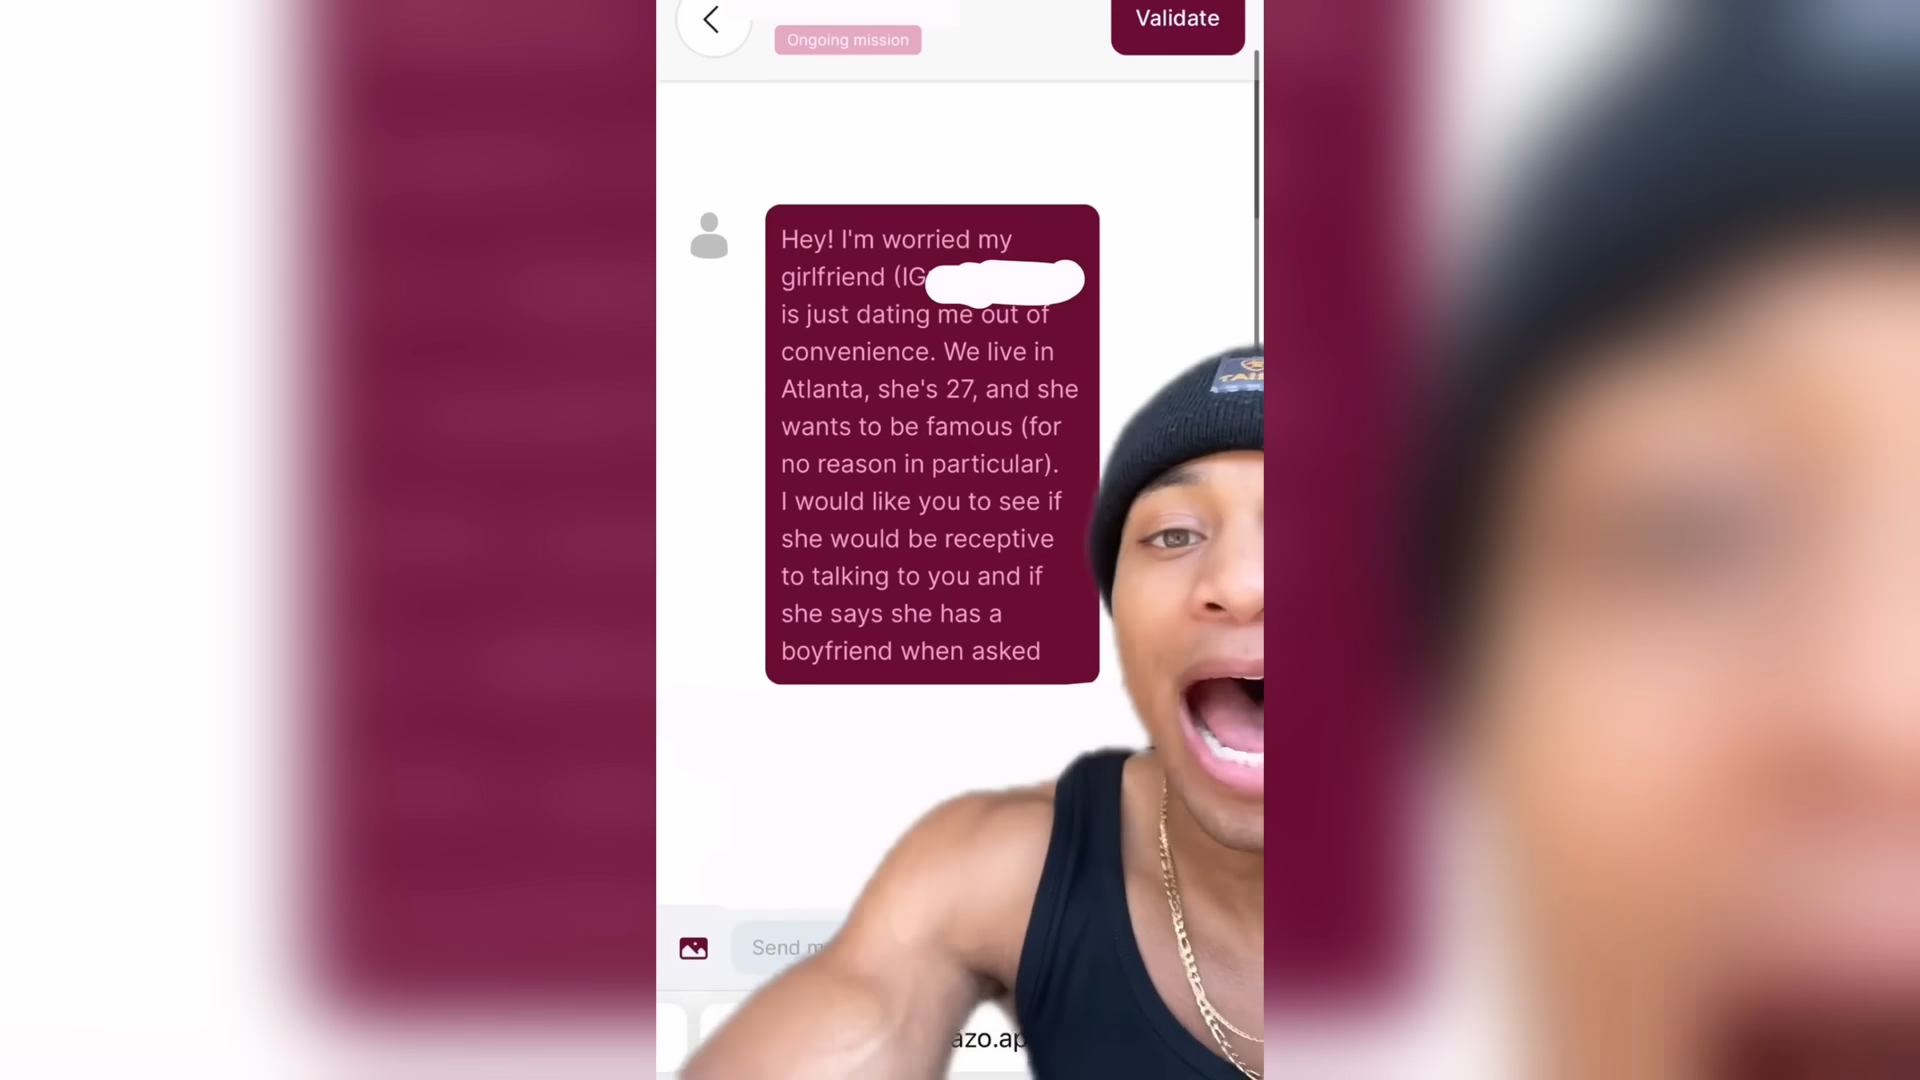 Validate
Ongoing mission
Hey! I'm worried my
girlfriend (IG
is just dating me out of
convenience. We live in
Atlanta, she's 27, and she
wants to be famous (for
no reason in particular).
I would like you to see if
she would be receptive
to talking to you and if
she says she has a
boyfriend when asked
Send
azo.ap